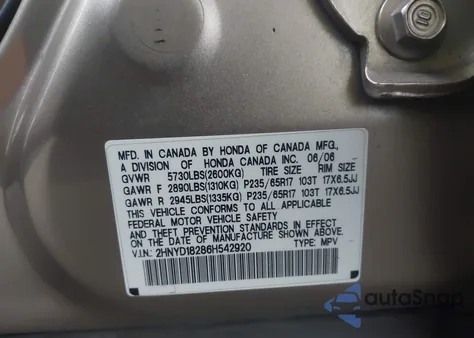 10
MFD. IN CANADA BY HONDA OF CANADA MFG.,
A DIVISION OF HONDA CANADA INC. 06/06
GVWR 5730LBS(2600KG) TIRE SIZE RIM SIZE
GAWR F 2890LBS(1310KG) P235/65R17 103T 17X6.5JJ
GAWR R 2945LBS(1335KG) P235/65R17 103T 17X6.5JJ
THIS VEHICLE CONFORMS TO ALL APPLICABLE
FEDERAL MOTOR VEHICLE SAFETY
AND THEFT PREVENTION STANDARDS IN EFFECT
ON THE DATE OF MANUFACTURE SHOWN ABOVE.
V.I.N.: 2HNYD18286H542920 TYPE: MPV
autoSnap